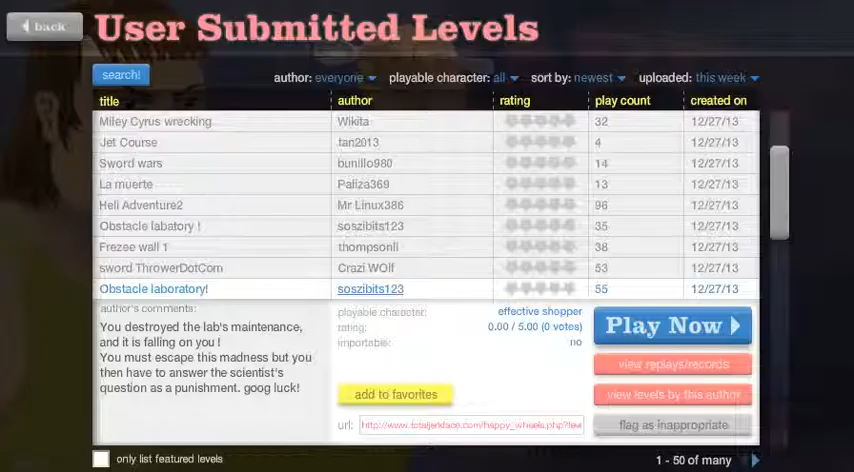 back
User Submitted Levels
search!
author: everyone playable character: all sort by: newest uploaded: this week
title author rating play count created on
Miley Cyrus wrecking Wikita 32 12/27/13
Jet Course tan2013 4 12/27/13
Sword wars bunillo980 14 12/27/13
La muerte Paliza369 13 12/27/13
Heli Adventure2 Mr Linux386 96 12/27/13
Obstacle labatory ! soszibits123 35 12/27/13
Frezee wall 1 thompsonll 38 12/27/13
sword ThrowerDotCom Crazi WOlf 53 12/27/13
Obstacle laboratory! soszibits123 55 12/27/13
author's comments:
You destroyed the lab's maintenance,
and it is falling on you !
You must escape this madness but you
then have to answer the scientist's
question as a punishment. goog luck!
playable character: effective shopper
rating: 0.00 / 5.00 (0 votes)
importable: no
add to favorites
url: http://www.totaljerkface.com/happy_wheels.php?lev
Play Now
view replays/records
view levels by this author
flag as inappropriate
only list featured levels
1 - 50 of many